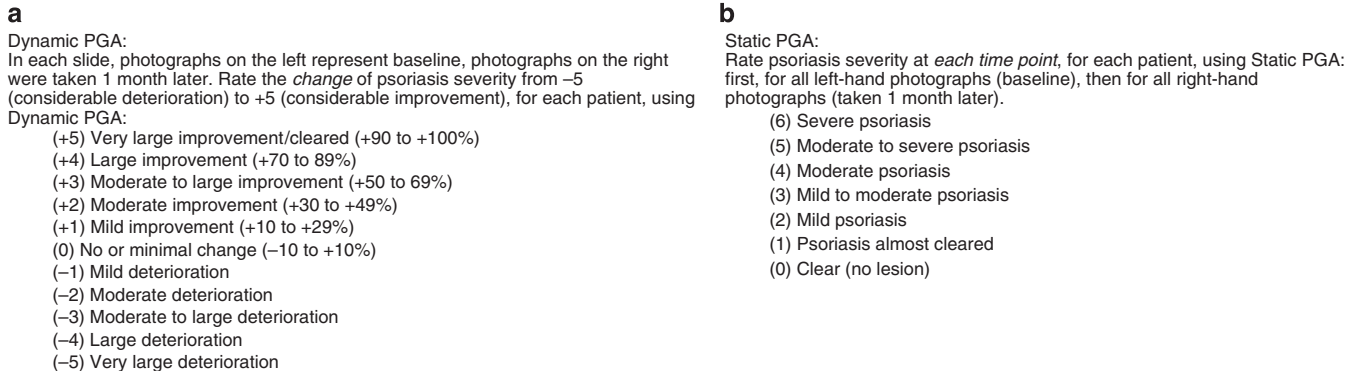 a
Dynamic PGA:
In each slide, photographs on the left represent baseline, photographs on the right
were taken 1 month later. Rate the change of psoriasis severity from –5
(considerable deterioration) to +5 (considerable improvement), for each patient, using
Dynamic PGA:
(+5) Very large improvement/cleared (+90 to +100%)
(+4) Large improvement (+70 to 89%)
(+3) Moderate to large improvement (+50 to 69%)
(+2) Moderate improvement (+30 to +49%)
(+1) Mild improvement (+10 to +29%)
(0) No or minimal change (–10 to +10%)
(–1) Mild deterioration
(–2) Moderate deterioration
(–3) Moderate to large deterioration
(–4) Large deterioration
(–5) Very large deterioration
b
Static PGA:
Rate psoriasis severity at each time point, for each patient, using Static PGA:
first, for all left-hand photographs (baseline), then for all right-hand
photographs (taken 1 month later).
(6) Severe psoriasis
(5) Moderate to severe psoriasis
(4) Moderate psoriasis
(3) Mild to moderate psoriasis
(2) Mild psoriasis
(1) Psoriasis almost cleared
(0) Clear (no lesion)